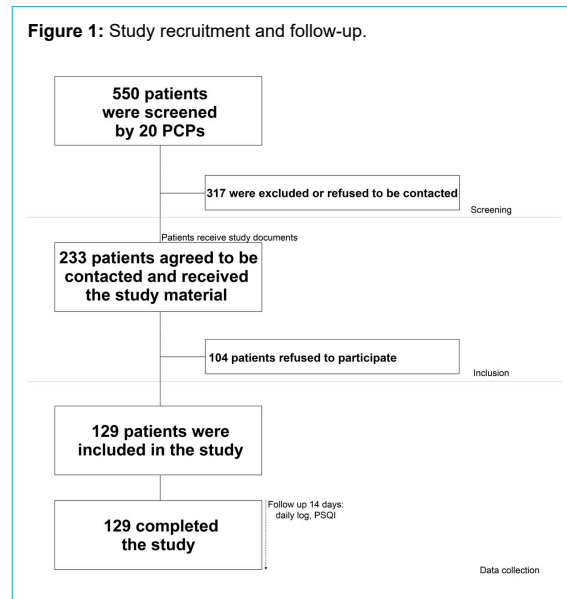 Figure 1: Study recruitment and follow-up.
550 patients
were screened
by 20 PCPs
317 were excluded or refused to be contacted
Screening
Patients receive study documents
233 patients agreed to be
contacted and received
the study material
104 patients refused to participate
Inclusion
129 patients were
included in the study
129 completed
the study
Follow up 14 days:
daily log, PSQI
Data collection